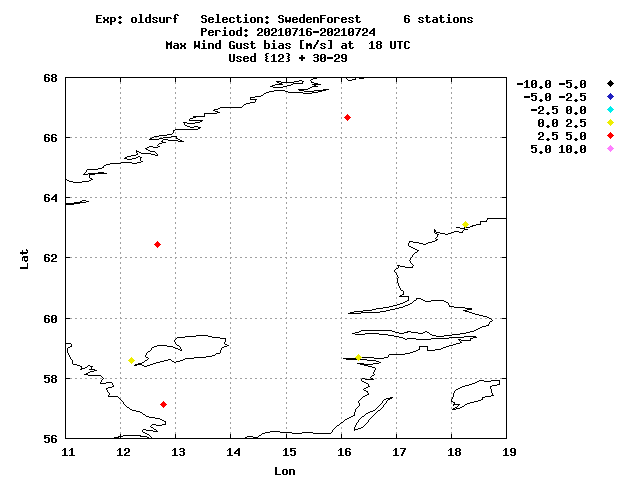 Exp: oldsurf   Selection: SwedenForest      6 stations
Period: 20210716-20210724
Max Wind Gust bias [m/s] at  18 UTC
Used {12} + 30-29
-10.0 -5.0
-5.0 -2.5
-2.5 0.0
0.0 2.5
2.5 5.0
5.0 10.0
68
66
64
62
60
58
56
Lat
11 12 13 14 15 16 17 18 19
Lon